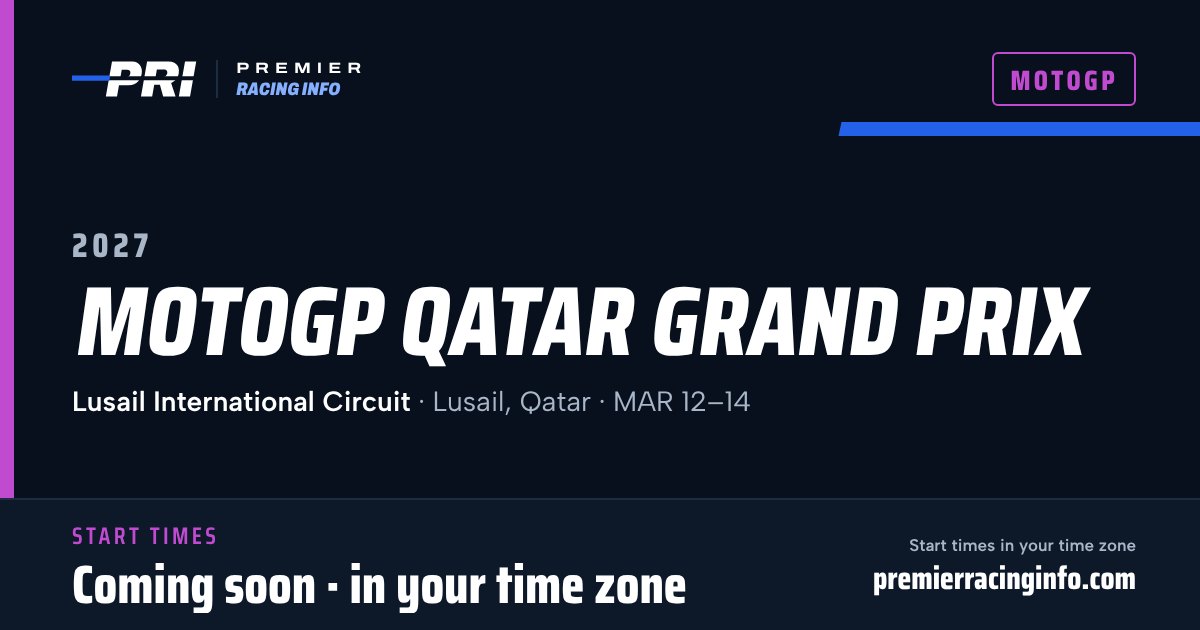 PRI
PREMIER
RACING INFO
MOTOGP
2027
MOTOGP QATAR GRAND PRIX
Lusail International Circuit · Lusail, Qatar · MAR 12–14
START TIMES
Coming soon · in your time zone
Start times in your time zone
premierracinginfo.com